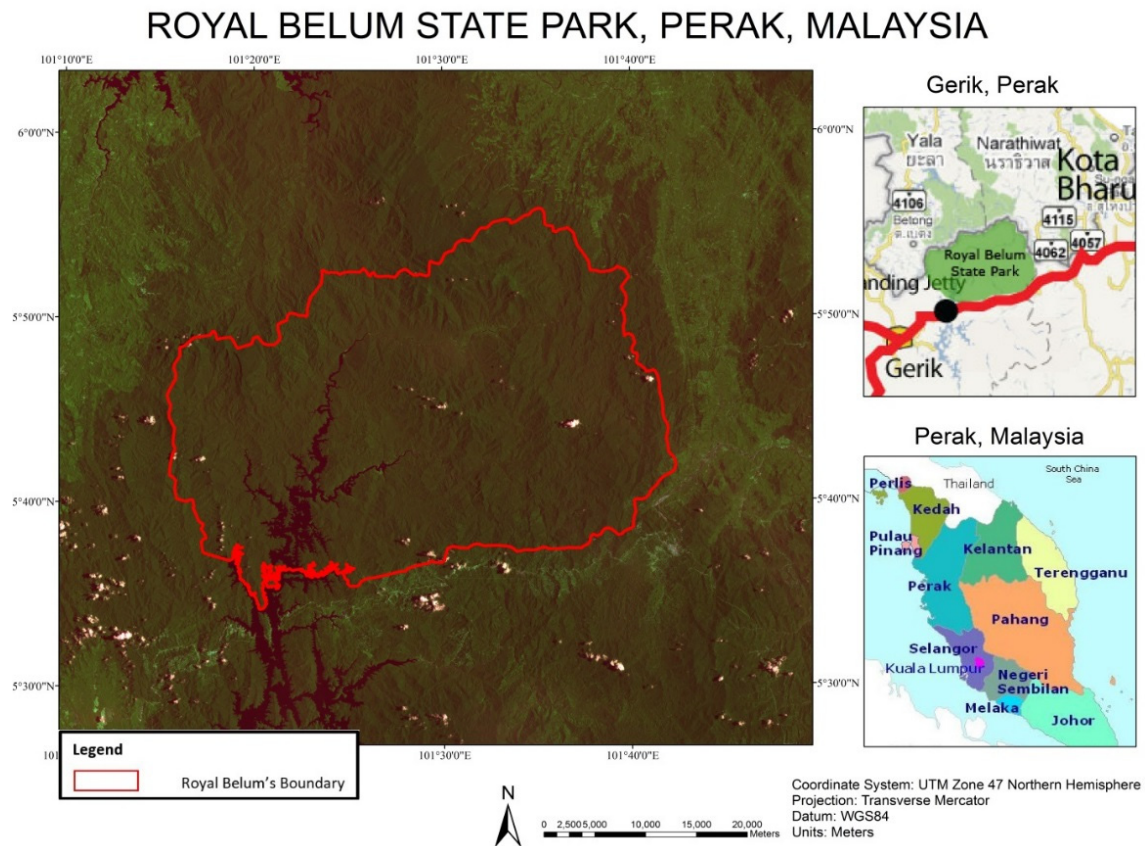 ROYAL BELUM STATE PARK, PERAK, MALAYSIA
101°10'0"E 101°20'0"E 101°30'0"E 101°40'0"E
6°0'0"N 6°0'0"N
5°50'0"N 5°50'0"N
5°40'0"N 5°40'0"N
5°30'0"N 5°30'0"N
101°30'0"E 101°40'0"E
Legend
Royal Belum's Boundary
Gerik, Perak
Yala Narathiwat
ยะลา นราธิวาส
Kota
Bharu
4106
Betong
อ.เบตง
4115
4062 4057
Royal Belum
State Park
anding Jetty
Gerik
Perak, Malaysia
South China
Sea
Perlis Thailand
Kedah
Pulau
Pinang
Kelantan
Terengganu
Perak
Pahang
Selangor
Kuala Lumpur
Negeri
Sembilan
Melaka
Johor
N
0 2,500 5,000 10,000 15,000 20,000
Meters
Coordinate System: UTM Zone 47 Northern Hemisphere
Projection: Transverse Mercator
Datum: WGS84
Units: Meters